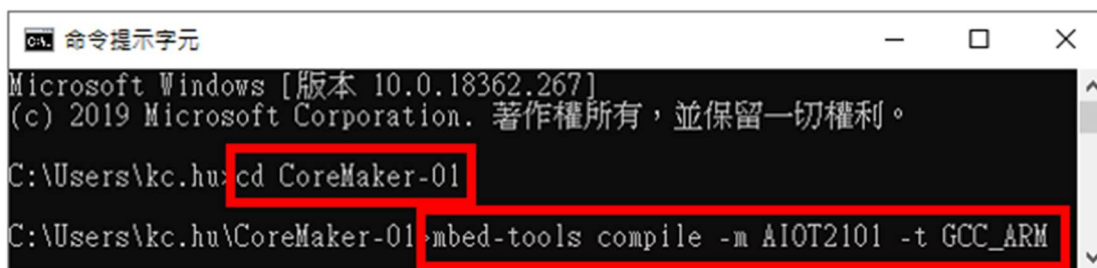 命令提示字元
Microsoft Windows [版本 10.0.18362.267]
(c) 2019 Microsoft Corporation. 著作權所有，並保留一切權利。
C:\Users\kc.hu>cd CoreMaker-01
C:\Users\kc.hu\CoreMaker-01>mbed-tools compile -m AIOT2101 -t GCC_ARM